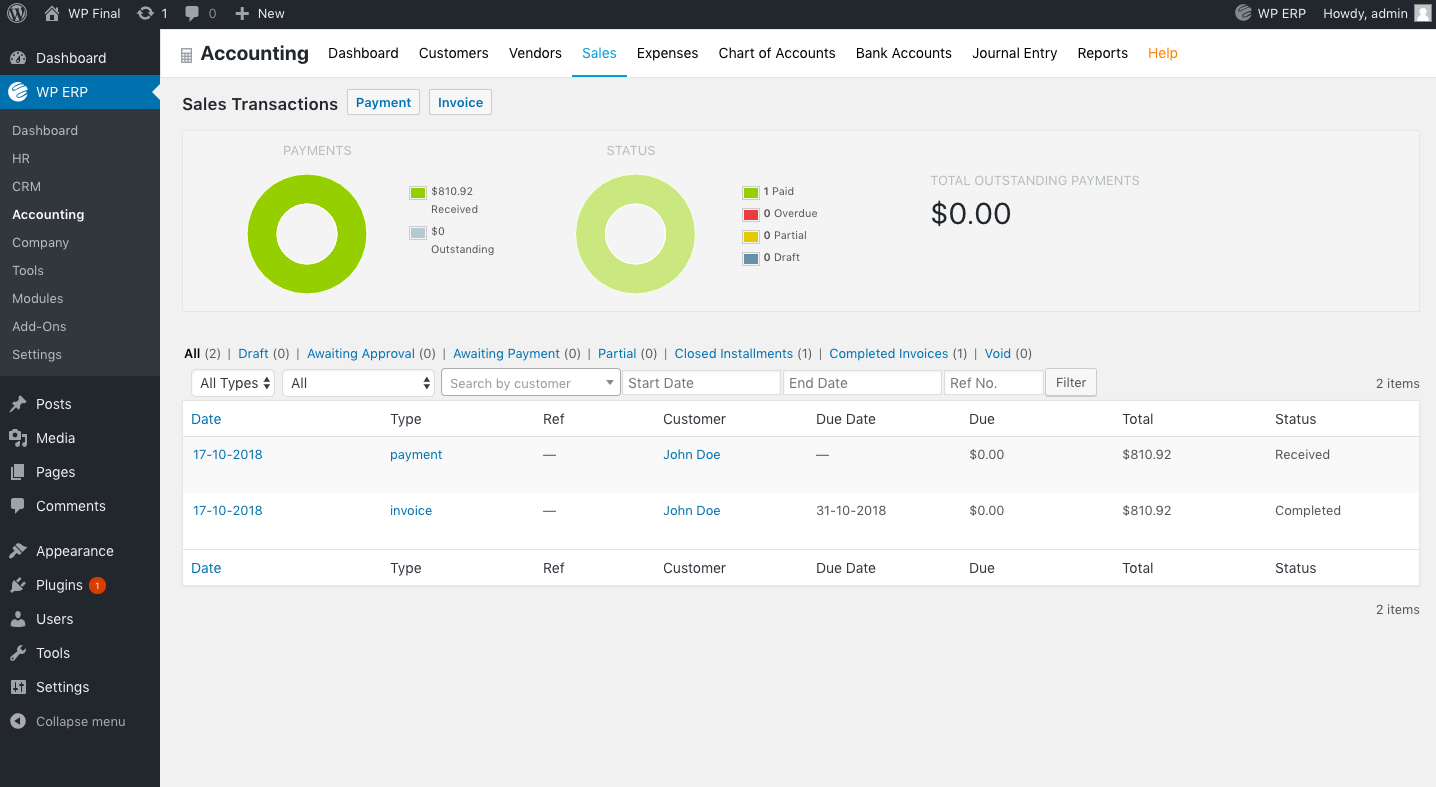 WP Final 1 0 New WP ERP Howdy, admin
Dashboard
WP ERP
Dashboard
HR
CRM
Accounting
Company
Tools
Modules
Add-Ons
Settings
Posts
Media
Pages
Comments
Appearance
Plugins 1
Users
Tools
Settings
Collapse menu
Accounting Dashboard Customers Vendors Sales Expenses Chart of Accounts Bank Accounts Journal Entry Reports Help
Sales Transactions Payment Invoice
PAYMENTS
$810.92
Received
$0
Outstanding
STATUS
1 Paid
0 Overdue
0 Partial
0 Draft
TOTAL OUTSTANDING PAYMENTS
$0.00
All (2) | Draft (0) | Awaiting Approval (0) | Awaiting Payment (0) | Partial (0) | Closed Installments (1) | Completed Invoices (1) | Void (0)
All Types All Search by customer Start Date End Date Ref No. Filter 2 items
Date Type Ref Customer Due Date Due Total Status
17-10-2018 payment — John Doe — $0.00 $810.92 Received
17-10-2018 invoice — John Doe 31-10-2018 $0.00 $810.92 Completed
Date Type Ref Customer Due Date Due Total Status
2 items